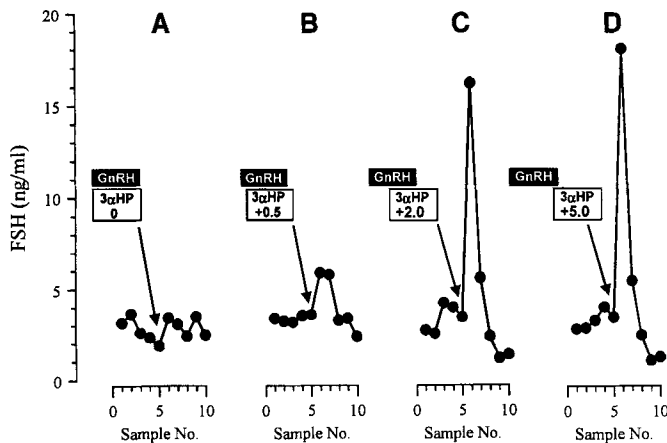 A B C D
20
15
10
5
0
FSH (ng/ml)
GnRH GnRH GnRH GnRH
3αHP 3αHP 3αHP 3αHP
0 +0.5 +2.0 +5.0
0 5 10 0 5 10 0 5 10 0 5 10
Sample No. Sample No. Sample No. Sample No.